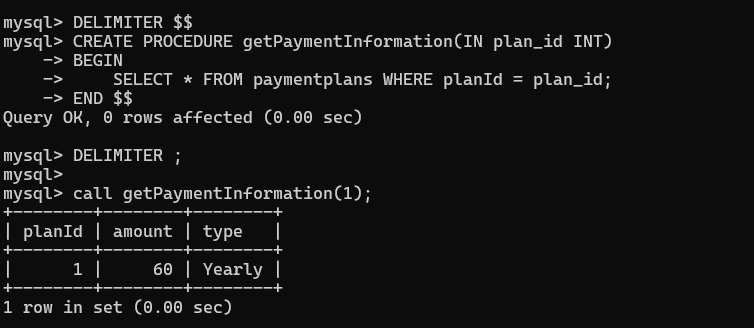 mysql> DELIMITER $$
mysql> CREATE PROCEDURE getPaymentInformation(IN plan_id INT)
    -> BEGIN
    ->     SELECT * FROM paymentplans WHERE planId = plan_id;
    -> END $$
Query OK, 0 rows affected (0.00 sec)
mysql> DELIMITER ;
mysql>
mysql> call getPaymentInformation(1);
+--------+--------+--------+
| planId | amount | type   |
+--------+--------+--------+
|      1 |     60 | Yearly |
+--------+--------+--------+
1 row in set (0.00 sec)